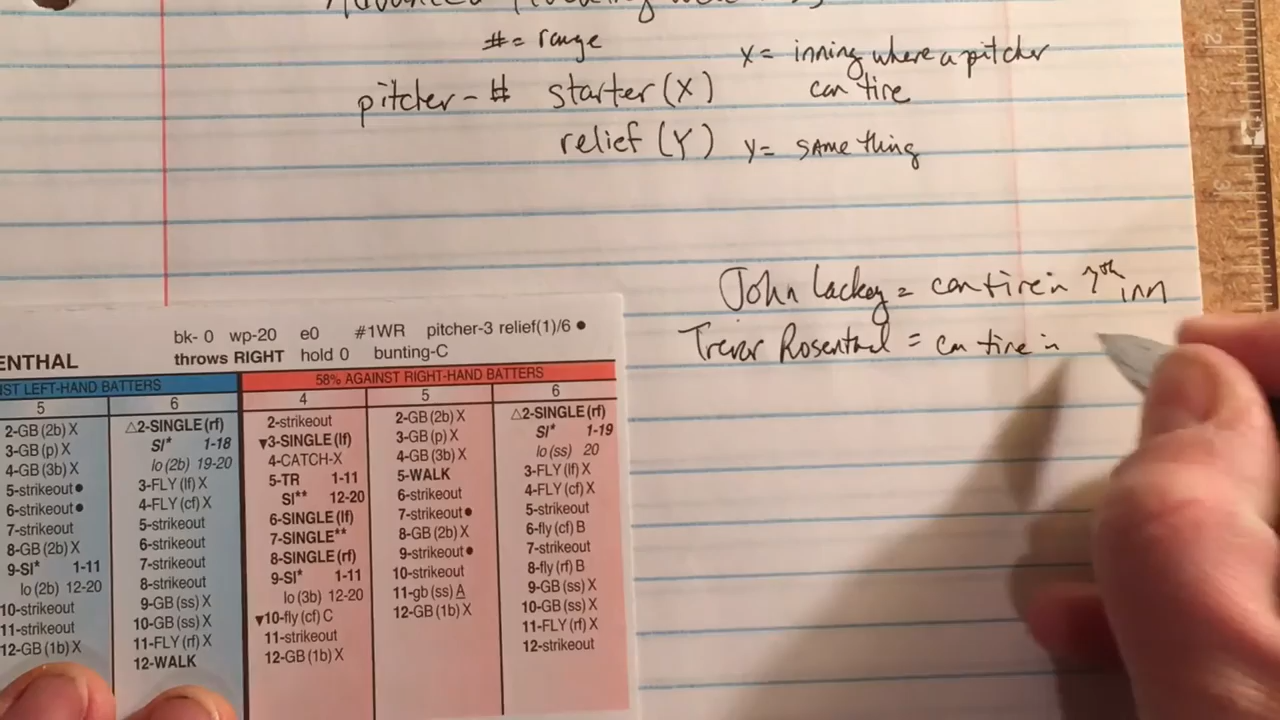 Advanced
#= range
x= inning where a pitcher
pitcher - # starter (X) can tire
relief (Y) y= same thing
John Lackey = can tire in 7th inn
Trevor Rosenthal = can tire in
bk- 0 wp-20 e0 #1WR pitcher-3 relief(1)/6 ●
ENTHAL throws RIGHT hold 0 bunting-C
ST LEFT-HAND BATTERS
5
2-GB (2b) X
3-GB (p) X
4-GB (3b) X
5-strikeout ●
6-strikeout ●
7-strikeout
8-GB (2b) X
9-SI* 1-11
lo (2b) 12-20
10-strikeout
11-strikeout
12-GB (1b) X
6
△2-SINGLE (rf)
SI* 1-18
lo (2b) 19-20
3-FLY (lf) X
4-FLY (cf) X
5-strikeout
6-strikeout
7-strikeout
8-strikeout
9-GB (ss) X
10-GB (ss) X
11-FLY (rf) X
12-WALK
58% AGAINST RIGHT-HAND BATTERS
4
2-strikeout
▼3-SINGLE (lf)
4-CATCH-X
5-TR 1-11
SI** 12-20
6-SINGLE (lf)
7-SINGLE**
8-SINGLE (rf)
9-SI* 1-11
lo (3b) 12-20
▼10-fly (cf) C
11-strikeout
12-GB (1b) X
5
2-GB (2b) X
3-GB (p) X
4-GB (3b) X
5-WALK
6-strikeout
7-strikeout ●
8-GB (2b) X
9-strikeout ●
10-strikeout
11-gb (ss) A
12-GB (1b) X
6
△2-SINGLE (rf)
SI* 1-19
lo (ss) 20
3-FLY (lf) X
4-FLY (cf) X
5-strikeout
6-fly (cf) B
7-strikeout
8-fly (rf) B
9-GB (ss) X
10-GB (ss) X
11-FLY (rf) X
12-strikeout
2
3